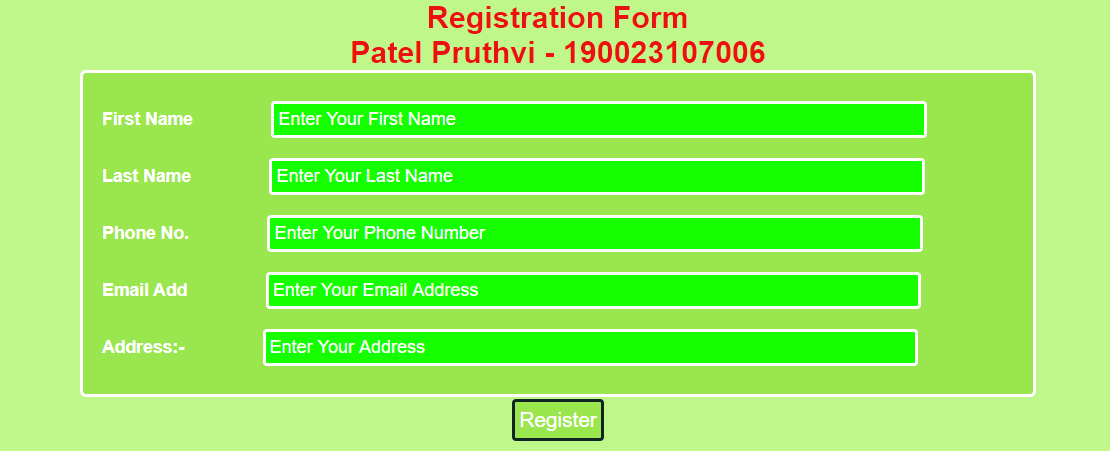 Registration Form
Patel Pruthvi - 190023107006
First Name Enter Your First Name
Last Name Enter Your Last Name
Phone No. Enter Your Phone Number
Email Add Enter Your Email Address
Address:- Enter Your Address
Register